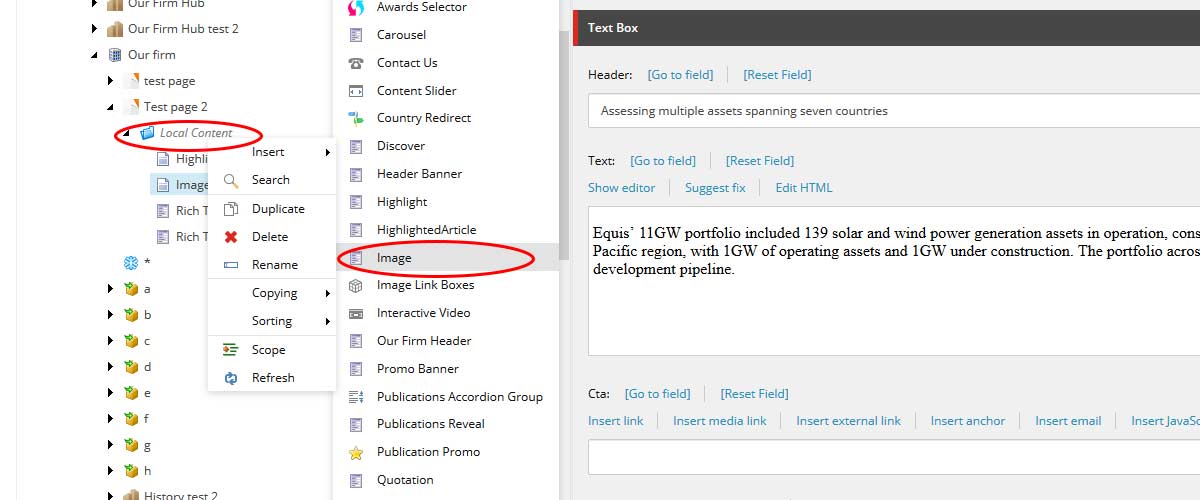 Our Firm Hub
Our Firm Hub test 2
Our firm
test page
Test page 2
Local Content
Highli
Image
Rich T
Rich T
*
a
b
c
d
e
f
g
h
History test 2
Insert
Search
Duplicate
Delete
Rename
Copying
Sorting
Scope
Refresh
Awards Selector
Carousel
Contact Us
Content Slider
Country Redirect
Discover
Header Banner
Highlight
HighlightedArticle
Image
Image Link Boxes
Interactive Video
Our Firm Header
Promo Banner
Publications Accordion Group
Publications Reveal
Publication Promo
Quotation
Text Box
Header: [Go to field] [Reset Field]
Assessing multiple assets spanning seven countries
Text: [Go to field] [Reset Field]
Show editor Suggest fix Edit HTML
Equis’ 11GW portfolio included 139 solar and wind power generation assets in operation, cons
Pacific region, with 1GW of operating assets and 1GW under construction. The portfolio acros
development pipeline.
Cta: [Go to field] [Reset Field]
Insert link Insert media link Insert external link Insert anchor Insert email Insert JavaSc